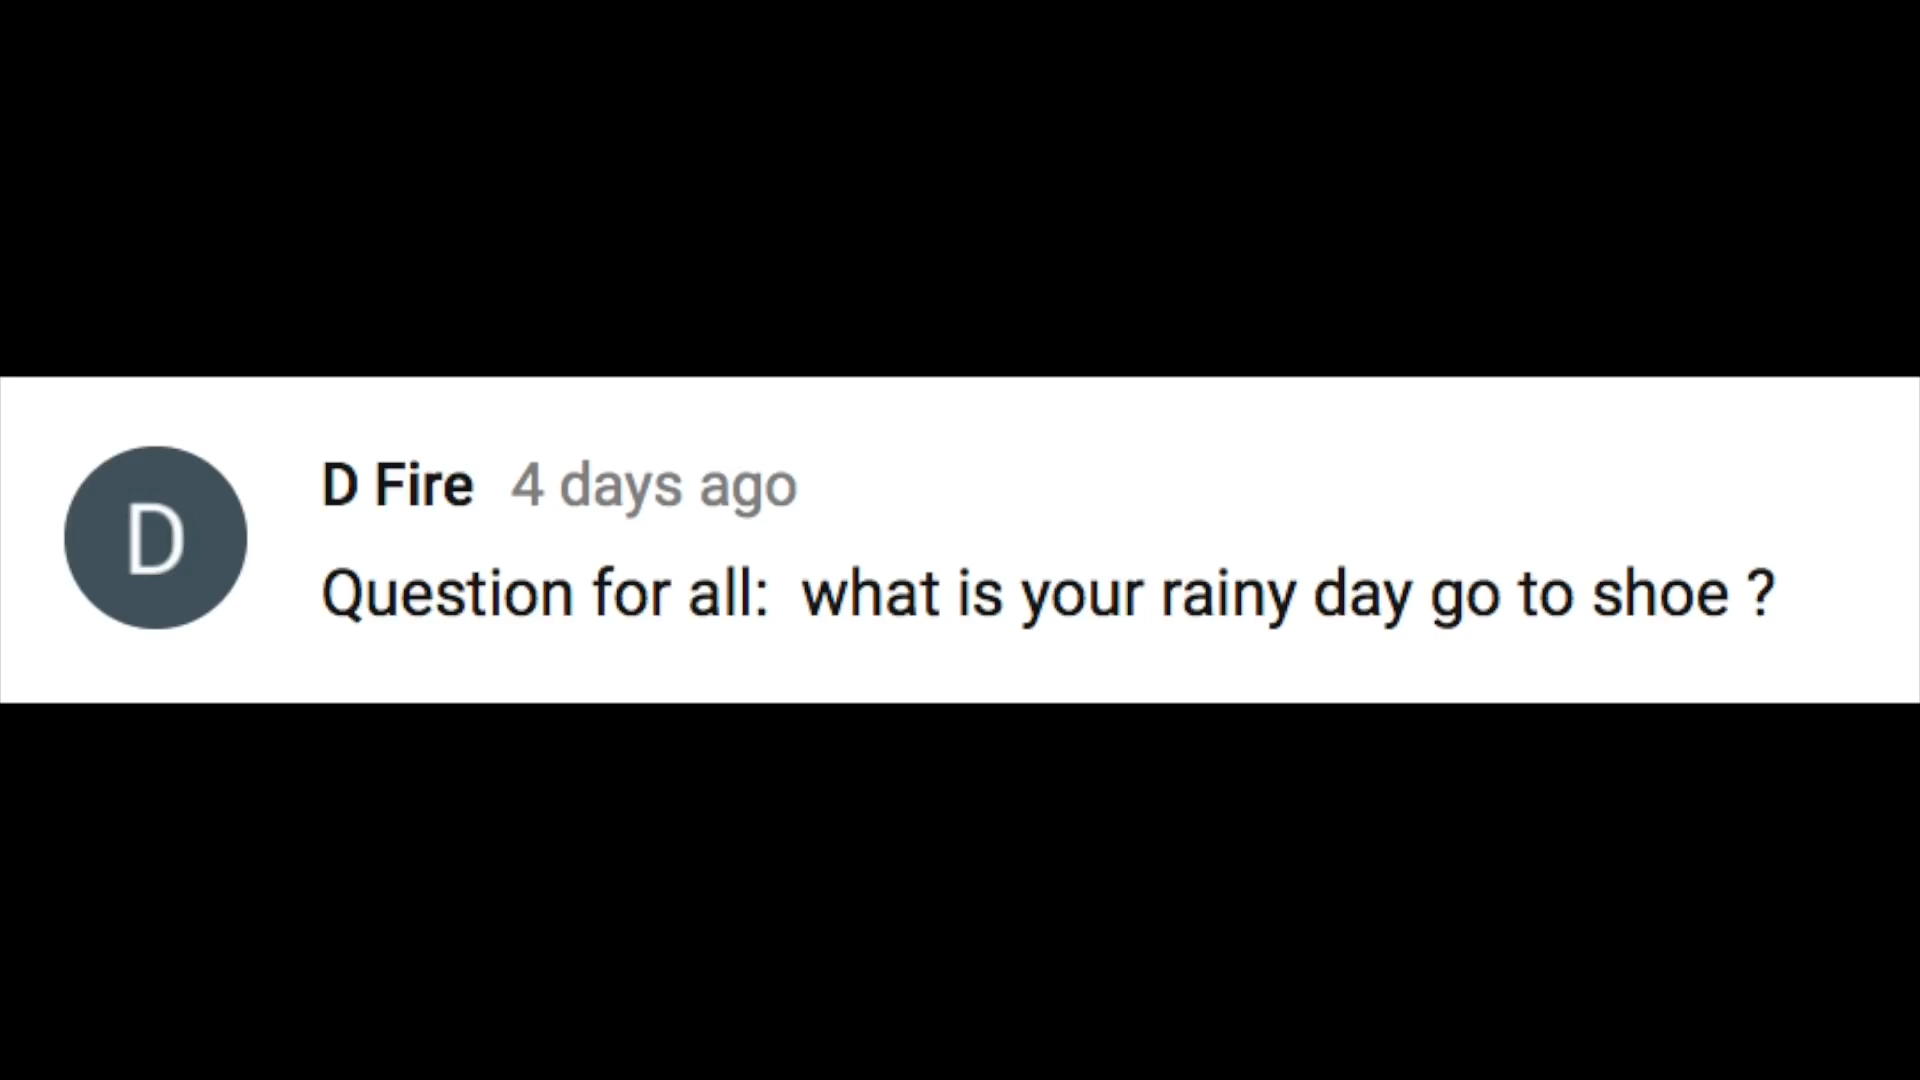 D
D Fire 4 days ago
Question for all: what is your rainy day go to shoe ?